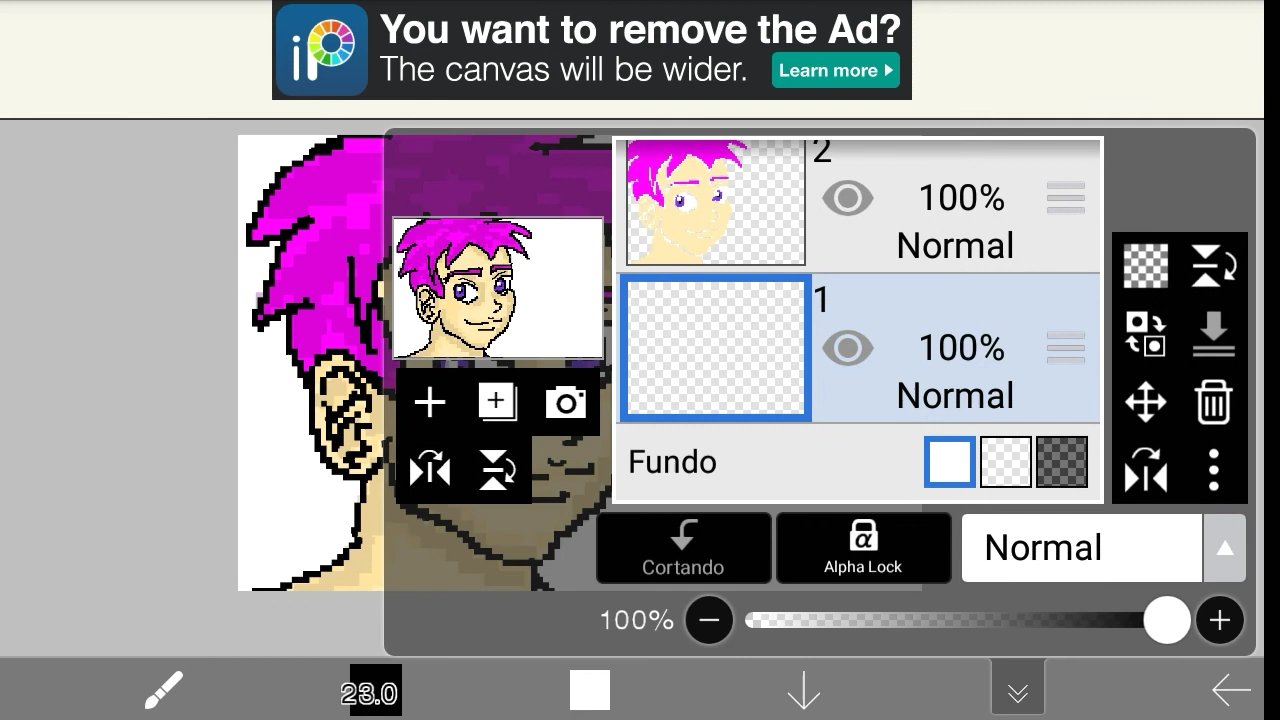 iP
You want to remove the Ad?
The canvas will be wider.
Learn more
2
100%
Normal
1
100%
Normal
Fundo
Cortando
α
Alpha Lock
Normal
100%
23.0